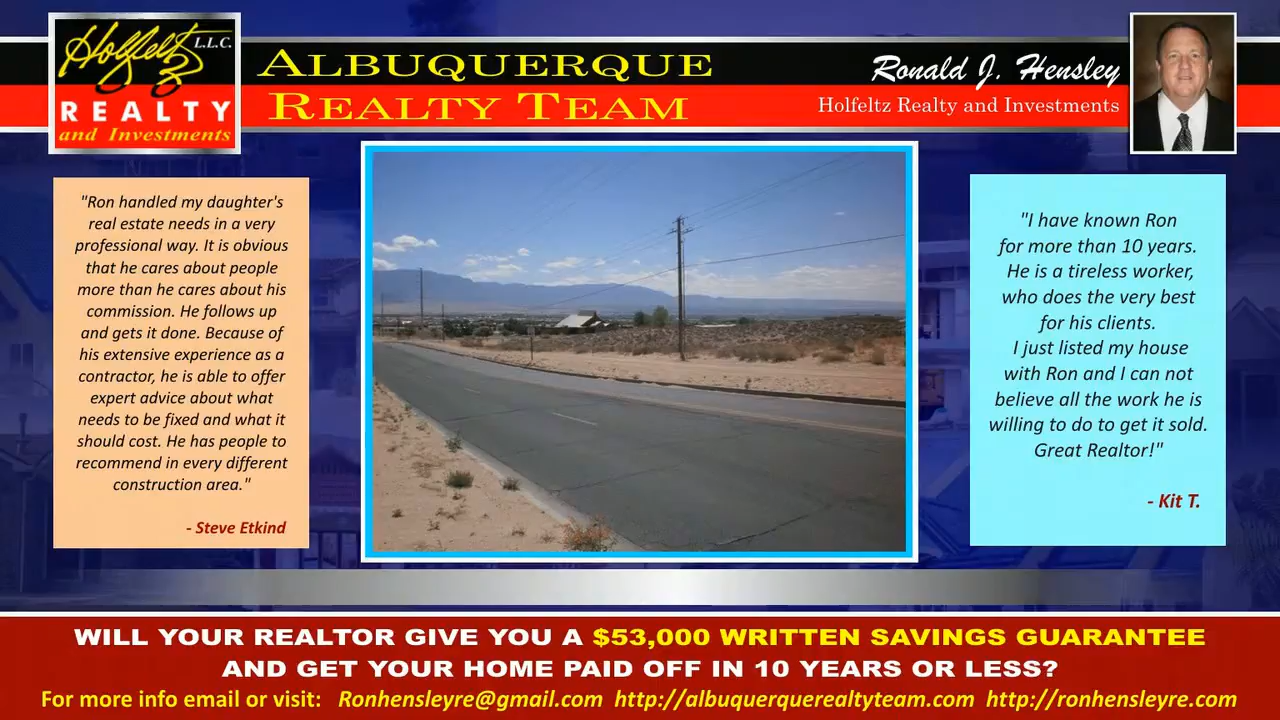 Holfeltz L.L.C.
REALTY
and Investments
ALBUQUERQUE
REALTY TEAM
Ronald J. Hensley
Holfeltz Realty and Investments
"Ron handled my daughter's
real estate needs in a very
professional way. It is obvious
that he cares about people
more than he cares about his
commission. He follows up
and gets it done. Because of
his extensive experience as a
contractor, he is able to offer
expert advice about what
needs to be fixed and what it
should cost. He has people to
recommend in every different
construction area."
- Steve Etkind
"I have known Ron
for more than 10 years.
He is a tireless worker,
who does the very best
for his clients.
I just listed my house
with Ron and I can not
believe all the work he is
willing to do to get it sold.
Great Realtor!"
- Kit T.
WILL YOUR REALTOR GIVE YOU A $53,000 WRITTEN SAVINGS GUARANTEE
AND GET YOUR HOME PAID OFF IN 10 YEARS OR LESS?
For more info email or visit: Ronhensleyre@gmail.com http://albuquerquerealtyteam.com http://ronhensleyre.com